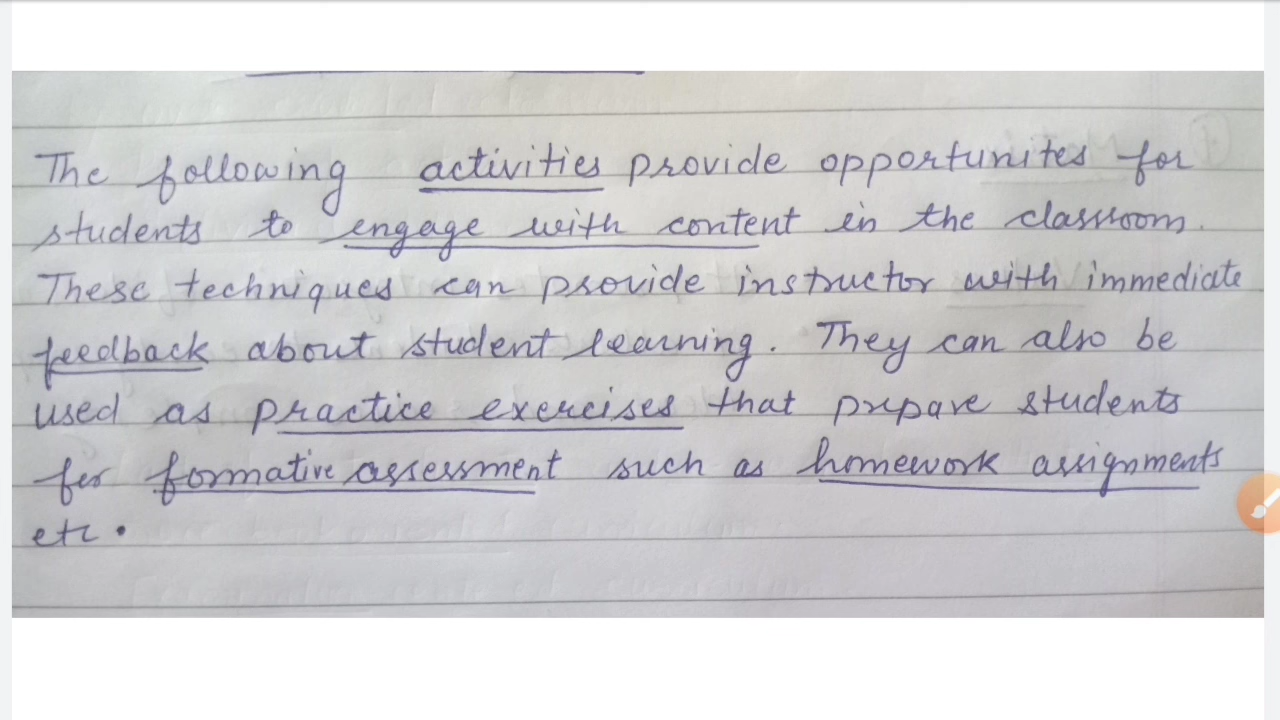 The following activities provide opportunites for
students to engage with content in the classroom.
These techniques can provide instructor with immediate
feedback about student learning. They can also be
used as practice exercises that prepare students
for formative assessment such as homework assignments
etc.